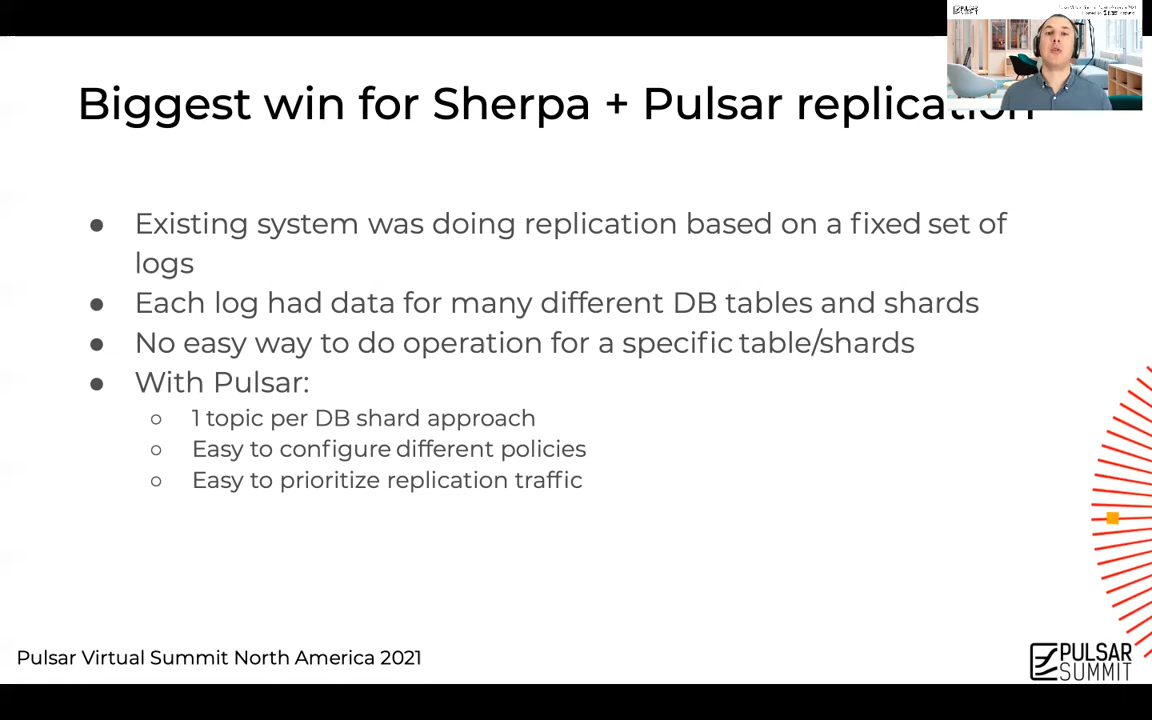 Biggest win for Sherpa + Pulsar replication
● Existing system was doing replication based on a fixed set of
logs
● Each log had data for many different DB tables and shards
● No easy way to do operation for a specific table/shards
● With Pulsar:
○ 1 topic per DB shard approach
○ Easy to configure different policies
○ Easy to prioritize replication traffic
Pulsar Virtual Summit North America 2021
PULSAR
SUMMIT